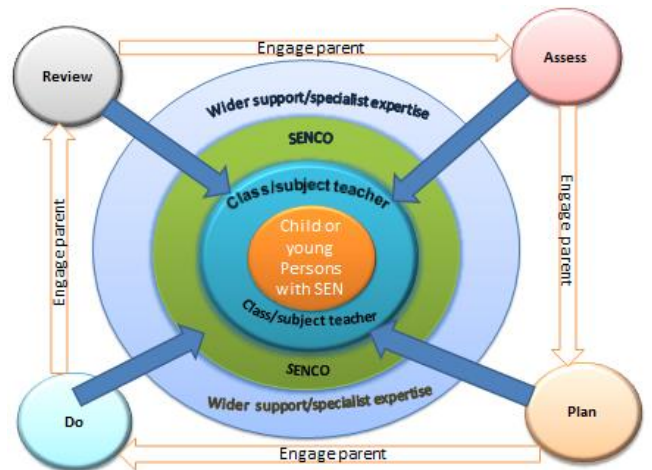 Engage parent
Review
Assess
Wider support/specialist expertise
SENCO
Class/subject teacher
Child or
young
Persons
with SEN
Engage parent
Engage parent
Class/subject teacher
SENCO
Wider support/specialist expertise
Do
Plan
Engage parent